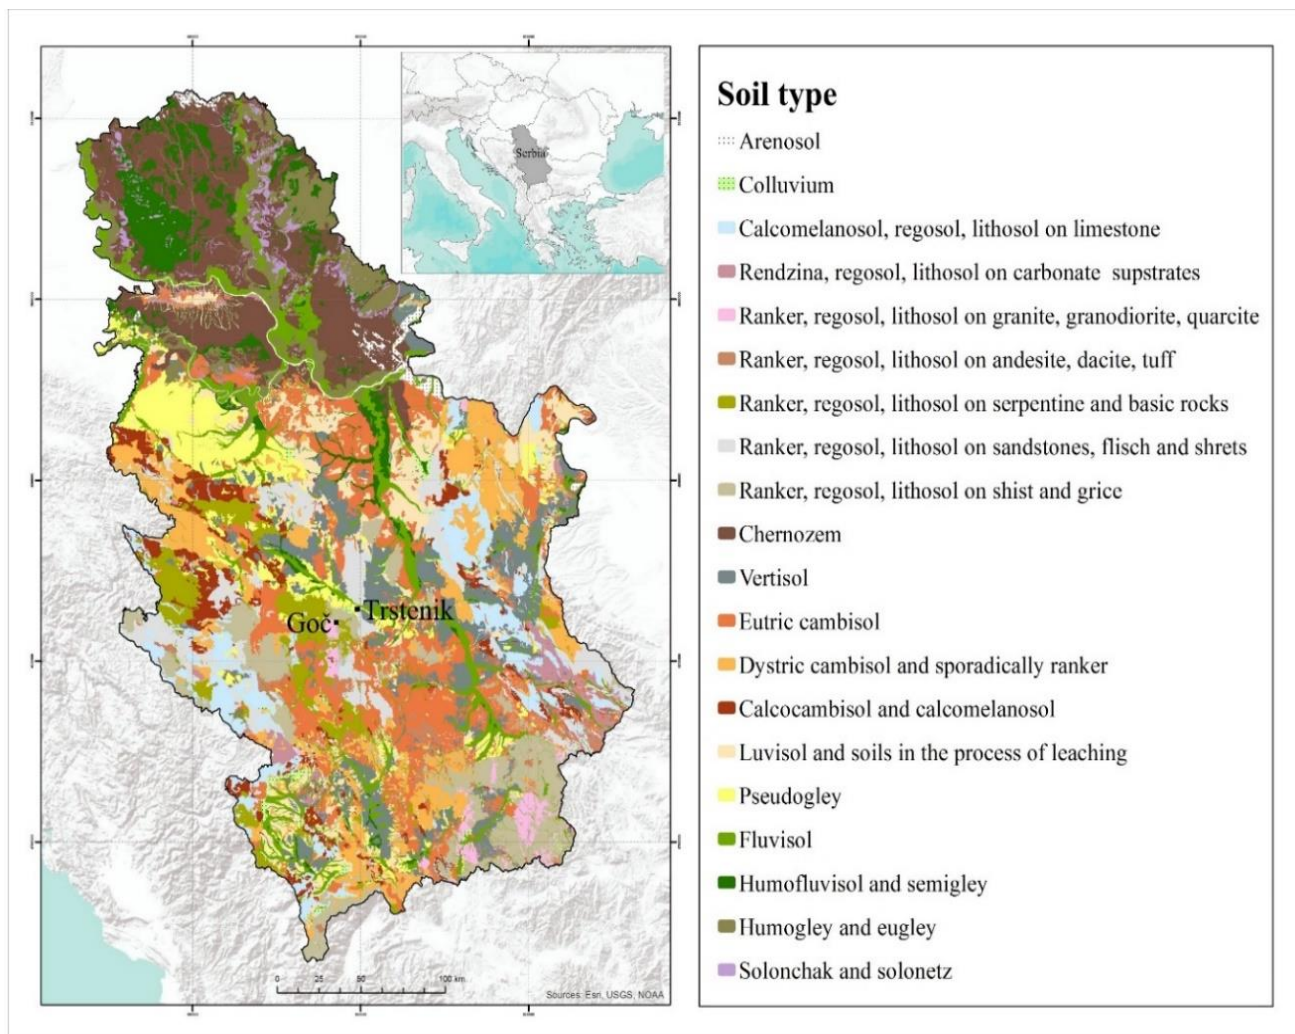 Serbia
Trstenik
Goč
0 25 50 100 km
Sources: Esri, USGS, NOAA
Soil type
Arenosol
Colluvium
Calcomelanosol, regosol, lithosol on limestone
Rendzina, regosol, lithosol on carbonate supstrates
Ranker, regosol, lithosol on granite, granodiorite, quarcite
Ranker, regosol, lithosol on andesite, dacite, tuff
Ranker, regosol, lithosol on serpentine and basic rocks
Ranker, regosol, lithosol on sandstones, flisch and shrets
Ranker, regosol, lithosol on shist and grice
Chernozem
Vertisol
Eutric cambisol
Dystric cambisol and sporadically ranker
Calcocambisol and calcomelanosol
Luvisol and soils in the process of leaching
Pseudogley
Fluvisol
Humofluvisol and semigley
Humogley and eugley
Solonchak and solonetz